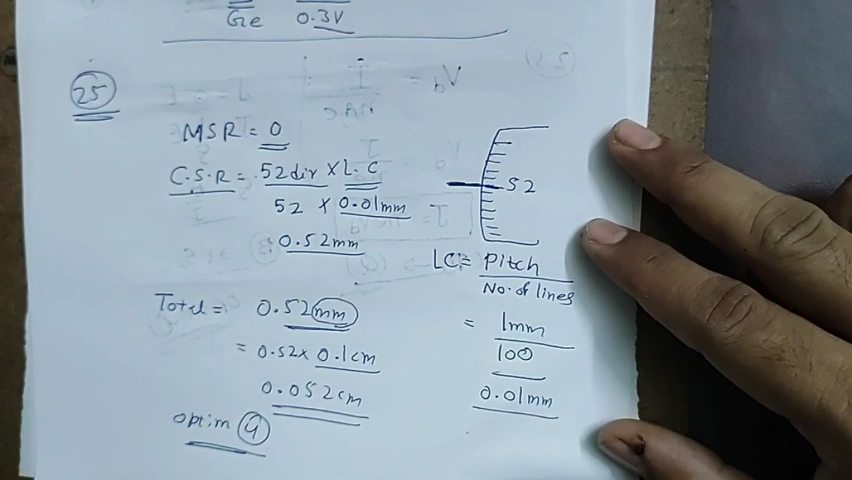 Ge 0.3V
25
MSR = 0
C.S.R = 52div × L.C
52 × 0.01mm
: 0.52mm
52
LC = Pitch
No. of lines
= 1mm
100
0.01mm
Total = 0.52mm
= 0.52 × 0.1cm
0.052cm
4